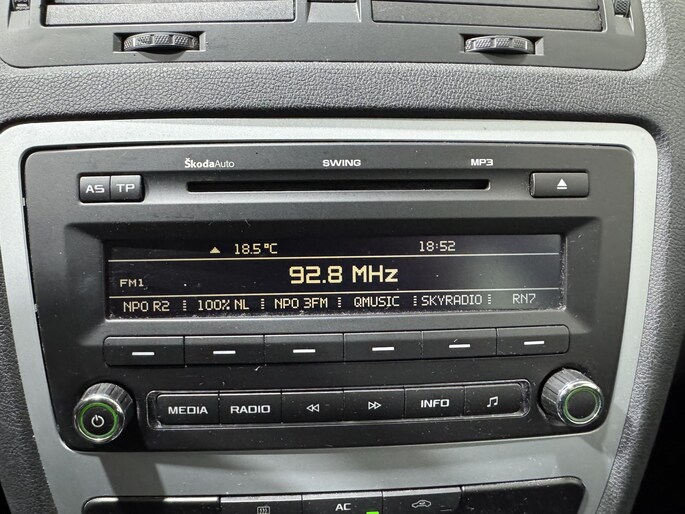 ŠkodaAuto SWING MP3
AS TP
18.5°C 18:52
FM1 92.8 MHz
NPO R2 100% NL NPO 3FM QMUSIC SKYRADIO RN7
MEDIA RADIO INFO
AC